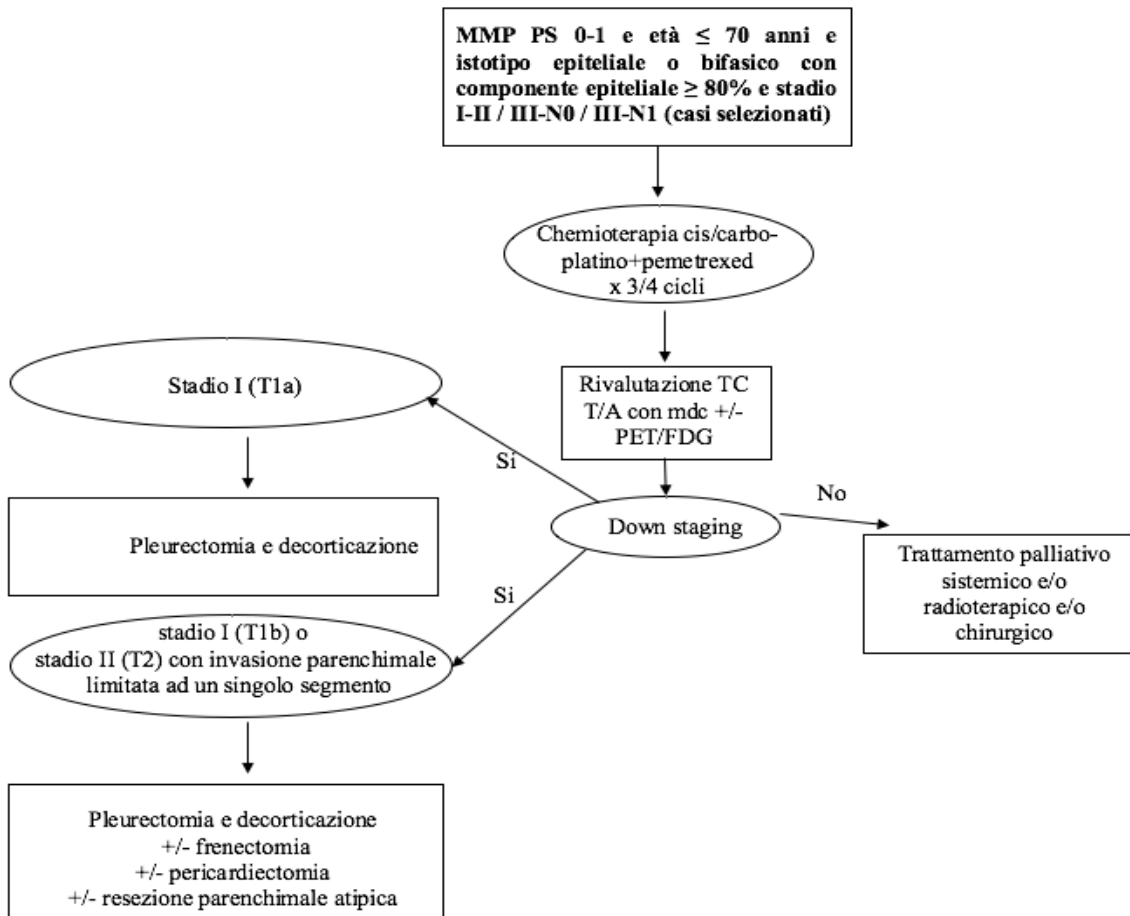 MMP PS 0-1 e età ≤ 70 anni e
istotipo epiteliale o bifasico con
componente epiteliale ≥ 80% e stadio
I-II / III-N0 / III-N1 (casi selezionati)
Chemioterapia cis/carbo-
platino+pemetrexed
x 3/4 cicli
Rivalutazione TC
T/A con mdc +/-
PET/FDG
Stadio I (T1a)
Si
No
Down staging
Pleurectomia e decorticazione
Trattamento palliativo
sistemico e/o
radioterapico e/o
chirurgico
Si
stadio I (T1b) o
stadio II (T2) con invasione parenchimale
limitata ad un singolo segmento
Pleurectomia e decorticazione
+/- frenectomia
+/- pericardiectomia
+/- resezione parenchimale atipica